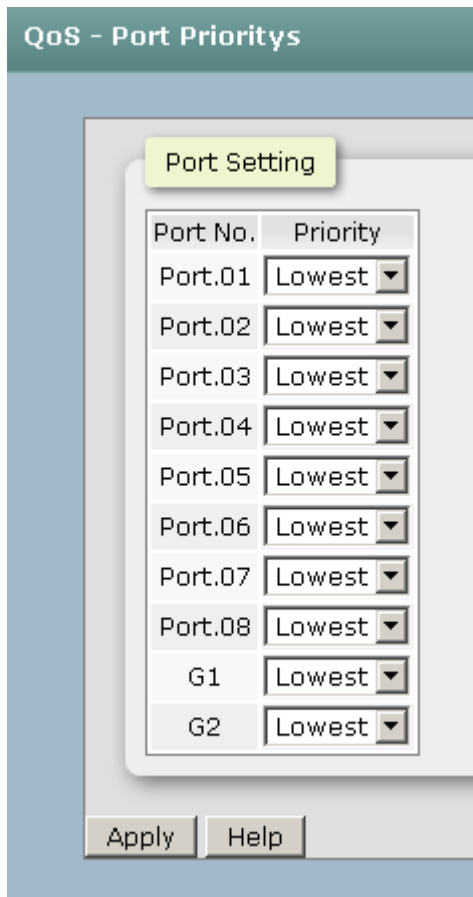 QoS - Port Prioritys
Port Setting
Port No. Priority
Port.01 Lowest
Port.02 Lowest
Port.03 Lowest
Port.04 Lowest
Port.05 Lowest
Port.06 Lowest
Port.07 Lowest
Port.08 Lowest
G1 Lowest
G2 Lowest
Apply Help